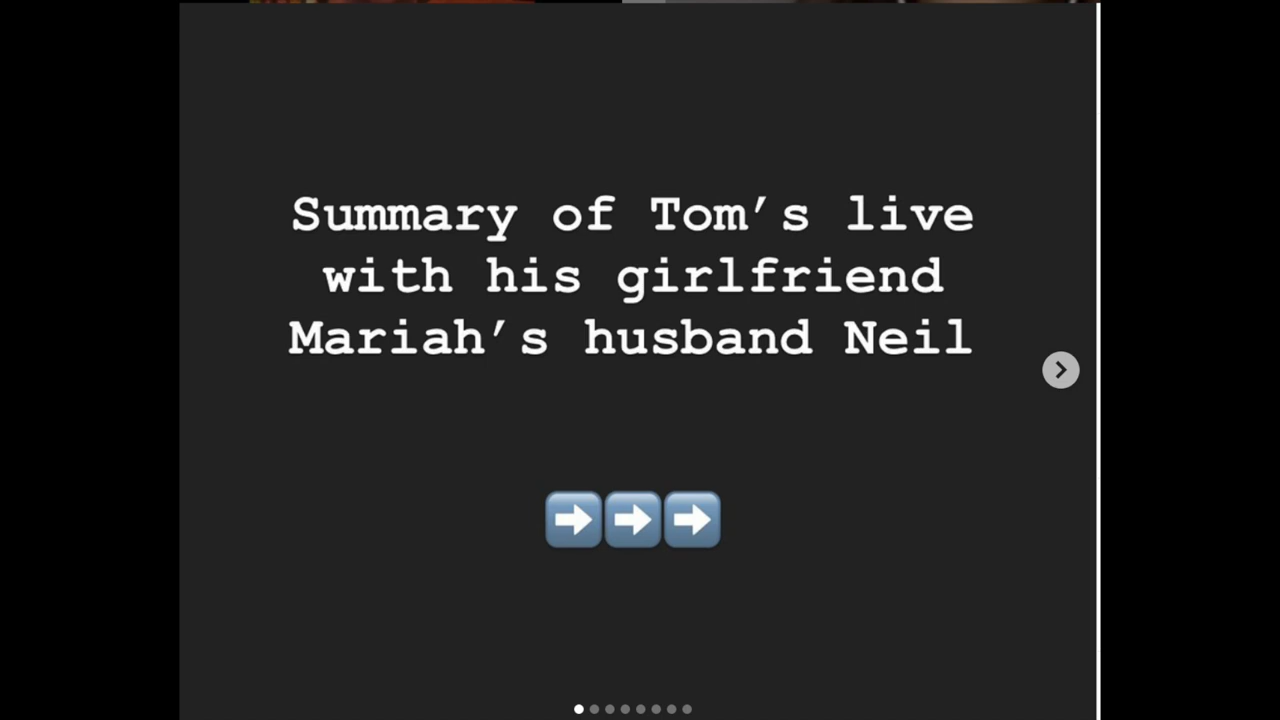 Summary of Tom’s live
with his girlfriend
Mariah’s husband Neil